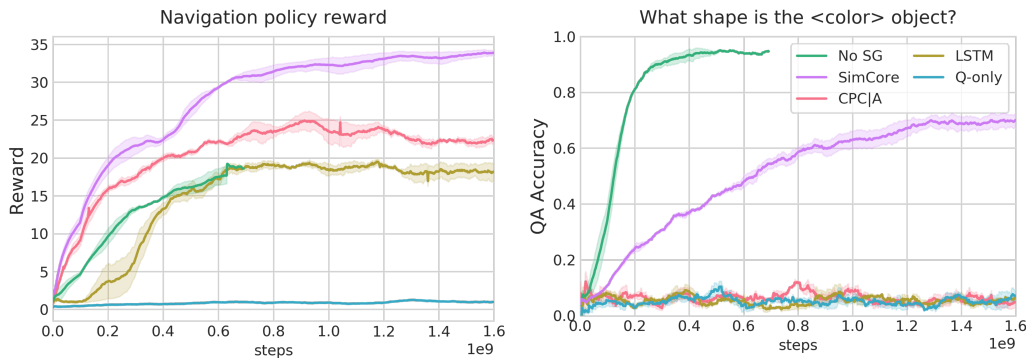 Navigation policy reward
Reward
35
30
25
20
15
10
5
0
0.0 0.2 0.4 0.6 0.8 1.0 1.2 1.4 1.6
steps
1e9
What shape is the <color> object?
QA Accuracy
1.0
0.8
0.6
0.4
0.2
0.0
No SG
SimCore
CPC|A
LSTM
Q-only
0.0 0.2 0.4 0.6 0.8 1.0 1.2 1.4 1.6
steps
1e9